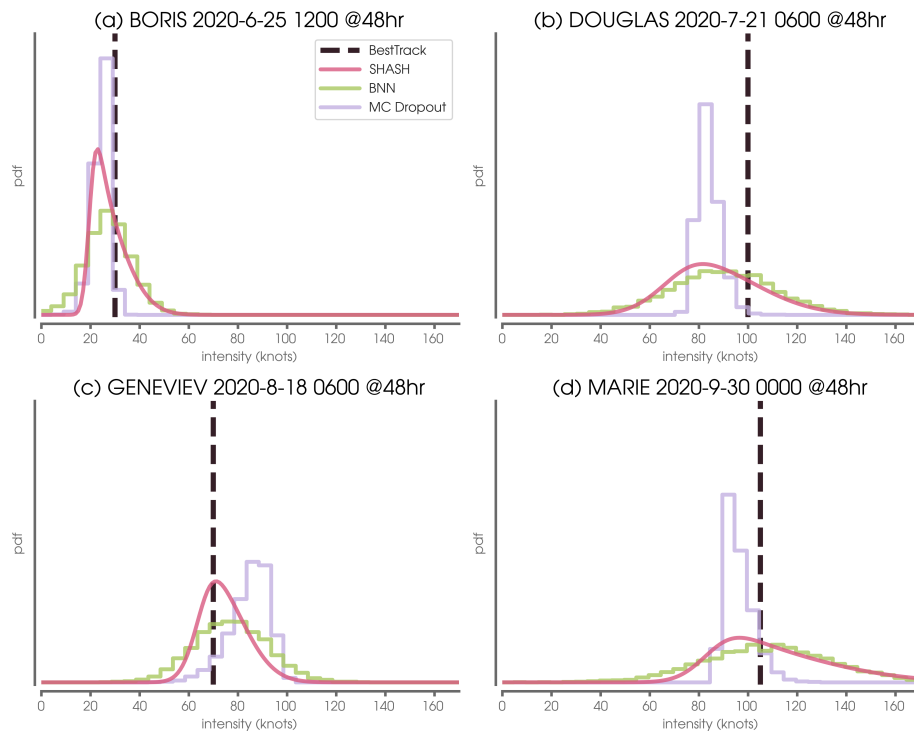 (a) BORIS 2020-6-25 1200 @48hr
pdf
BestTrack
SHASH
BNN
MC Dropout
0 20 40 60 80 100 120 140 160
intensity (knots)
(b) DOUGLAS 2020-7-21 0600 @48hr
pdf
0 20 40 60 80 100 120 140 160
intensity (knots)
(c) GENEVIEV 2020-8-18 0600 @48hr
pdf
0 20 40 60 80 100 120 140 160
intensity (knots)
(d) MARIE 2020-9-30 0000 @48hr
pdf
0 20 40 60 80 100 120 140 160
intensity (knots)